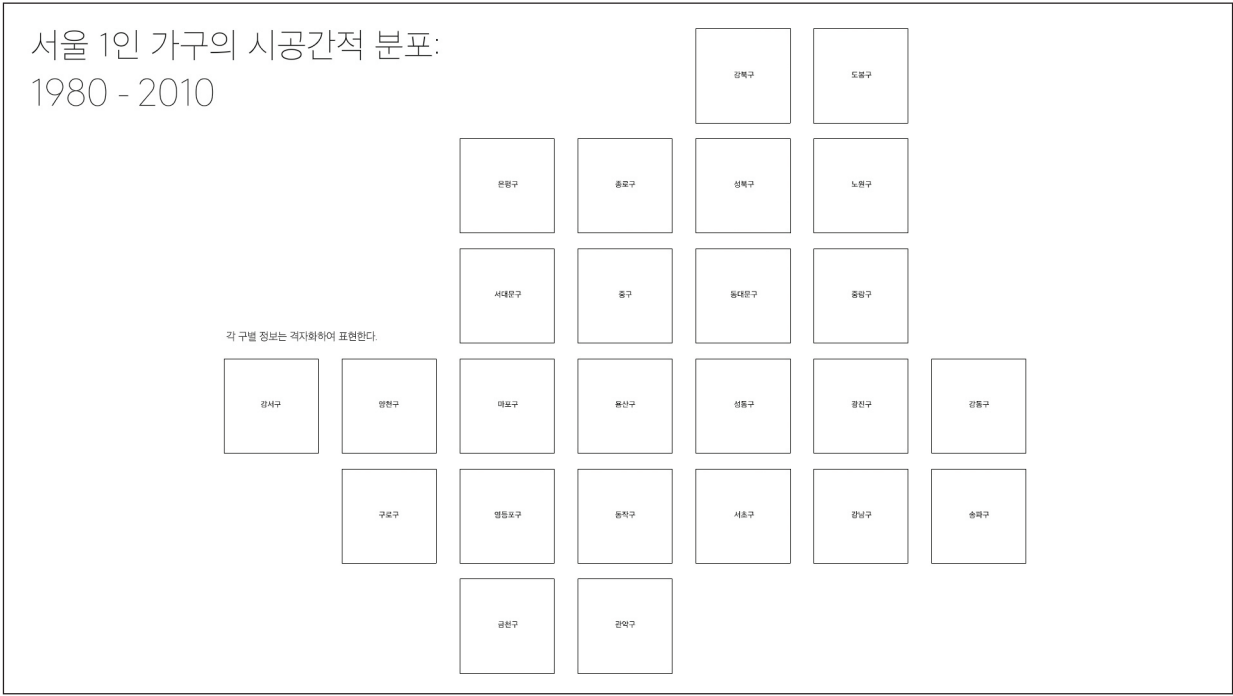 서울 1인 가구의 시공간적 분포:
1980 - 2010
강북구 도봉구
은평구 종로구 성북구 노원구
서대문구 중구 동대문구 중랑구
각 구별 정보는 격자화하여 표현한다.
강서구 양천구 마포구 용산구 성동구 광진구 강동구
구로구 영등포구 동작구 서초구 강남구 송파구
금천구 관악구